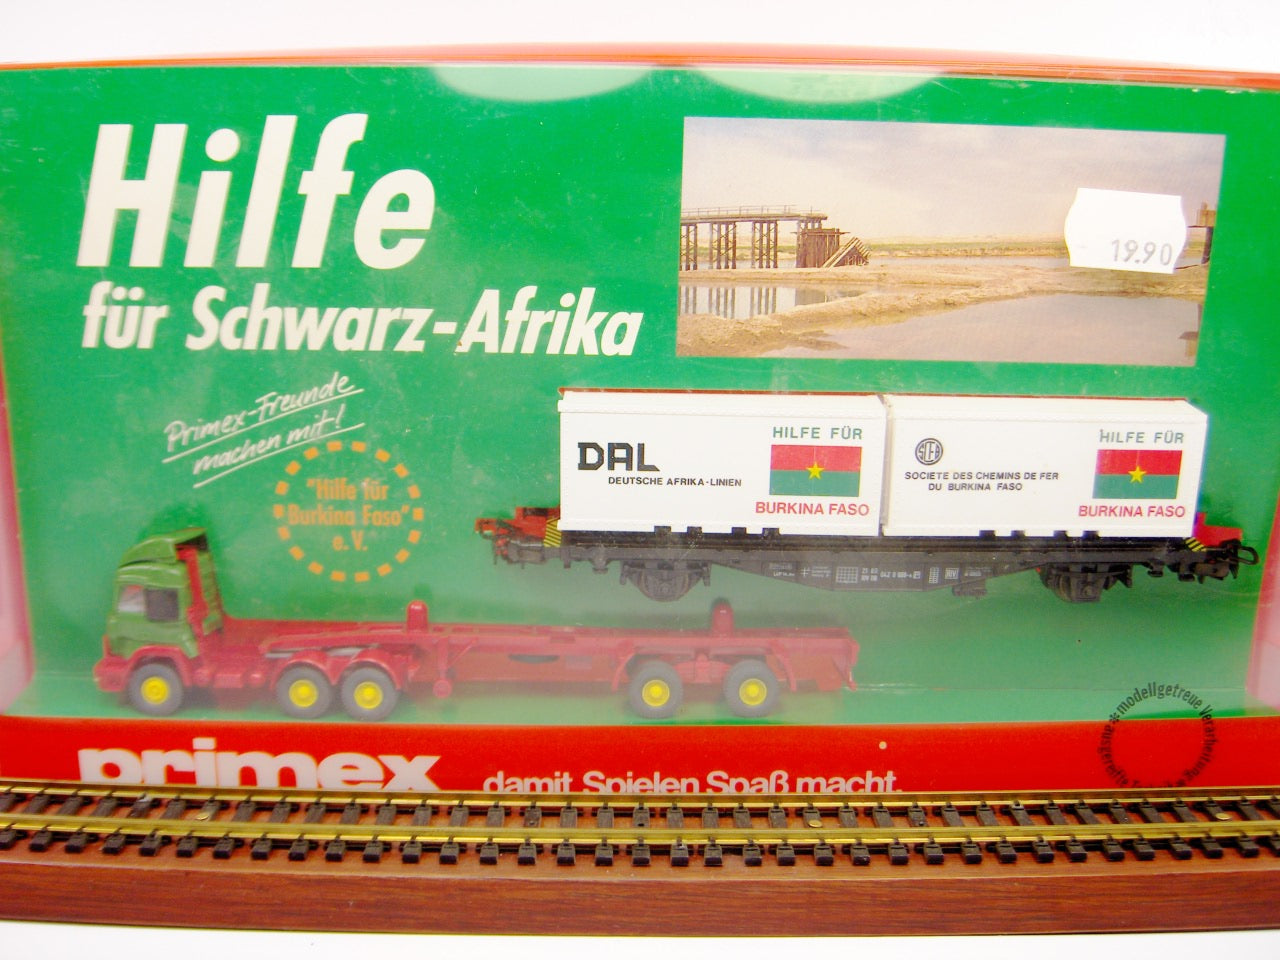 Hilfe
für Schwarz-Afrika
19.90
Primex-Freunde
machen mit!
"Hilfe für
Burkina Faso"
e.V.
DAL
DEUTSCHE AFRIKA-LINIEN
HILFE FÜR
BURKINA FASO
SOCIETE DES CHEMINS DE FER
DU BURKINA FASO
HILFE FÜR
BURKINA FASO
modellgetreue Verarbeitung
primex
damit Spielen Spaß macht.